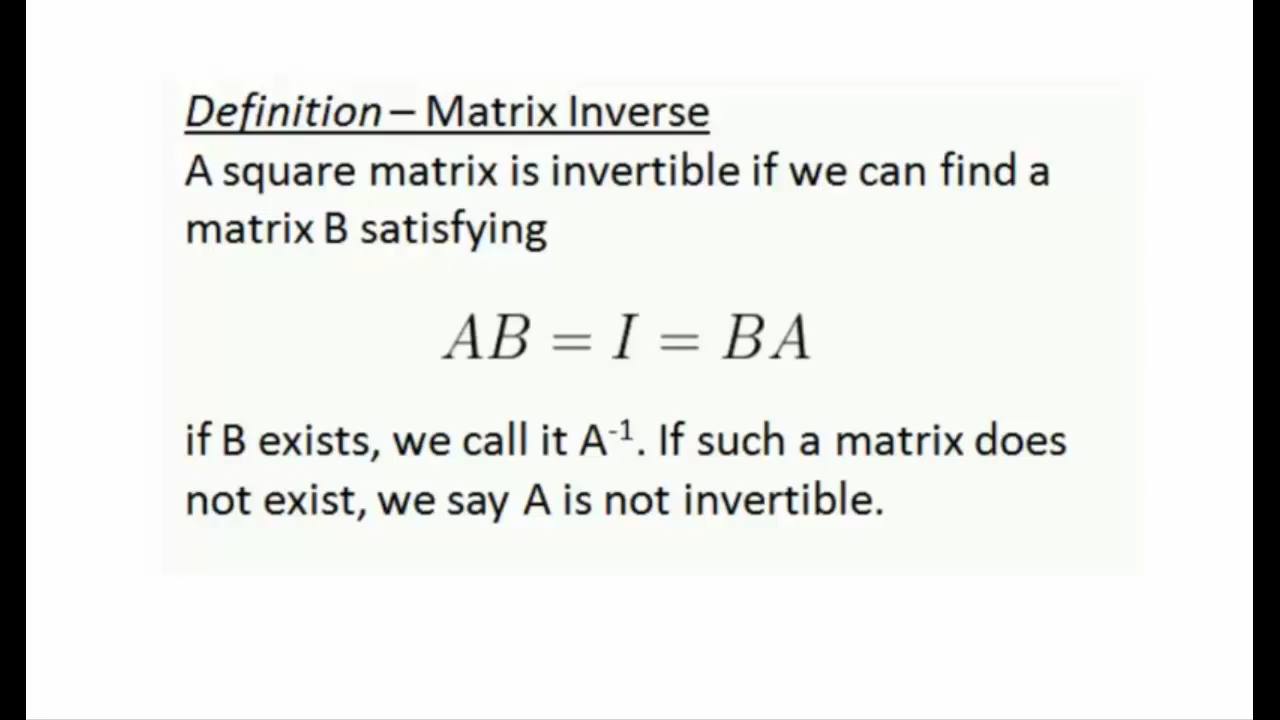 Definition – Matrix Inverse
A square matrix is invertible if we can find a
matrix B satisfying
AB = I = BA
if B exists, we call it A⁻¹. If such a matrix does
not exist, we say A is not invertible.